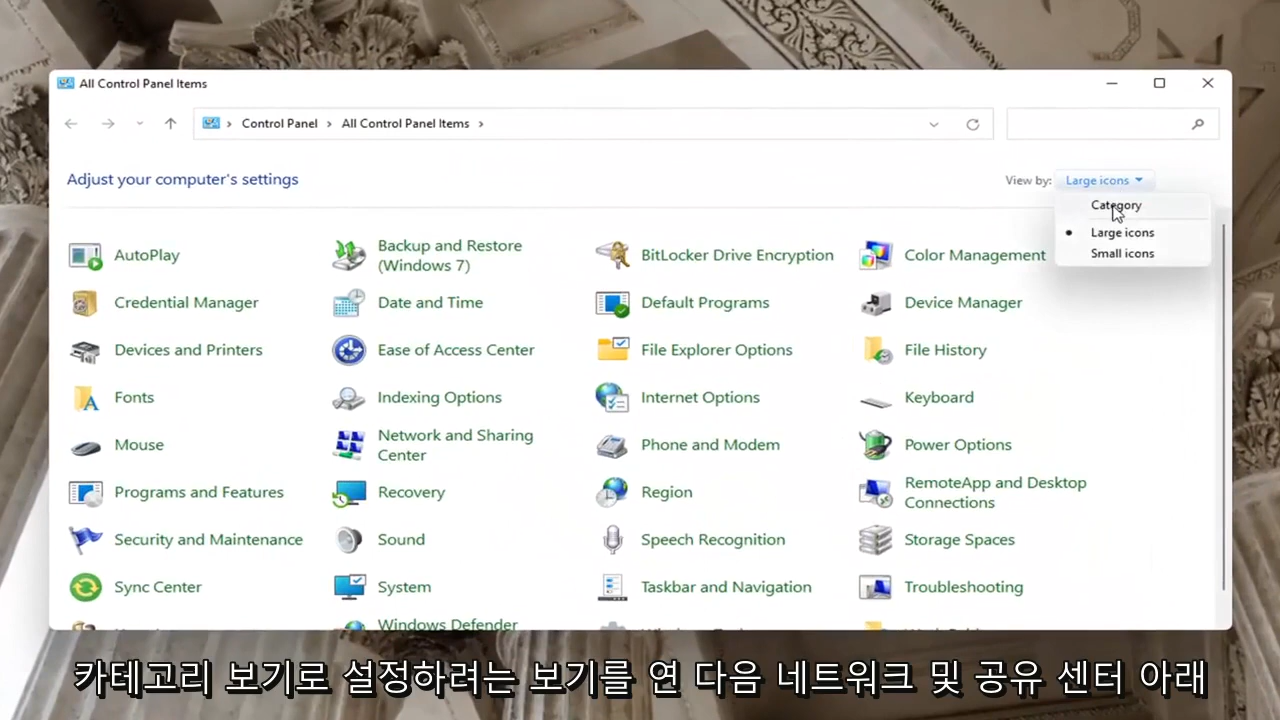 All Control Panel Items
Control Panel > All Control Panel Items >
Adjust your computer's settings
View by: Large icons
Category
Large icons
Small icons
AutoPlay
Backup and Restore
(Windows 7)
BitLocker Drive Encryption
Color Management
Credential Manager
Date and Time
Default Programs
Device Manager
Devices and Printers
Ease of Access Center
File Explorer Options
File History
Fonts
Indexing Options
Internet Options
Keyboard
Mouse
Network and Sharing
Center
Phone and Modem
Power Options
Programs and Features
Recovery
Region
RemoteApp and Desktop
Connections
Security and Maintenance
Sound
Speech Recognition
Storage Spaces
Sync Center
System
Taskbar and Navigation
Troubleshooting
Windows Defender
카테고리 보기로 설정하려는 보기를 연 다음 네트워크 및 공유 센터 아래